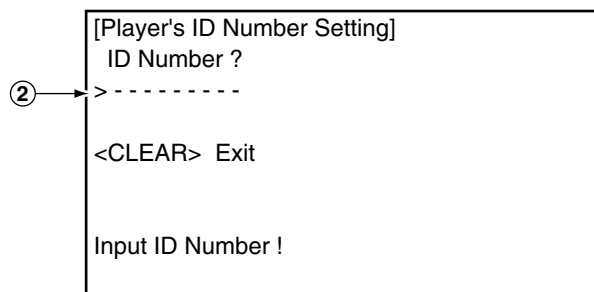 [Player's ID Number Setting]
ID Number ?
② >- - - - - - - - -
<CLEAR> Exit
Input ID Number !